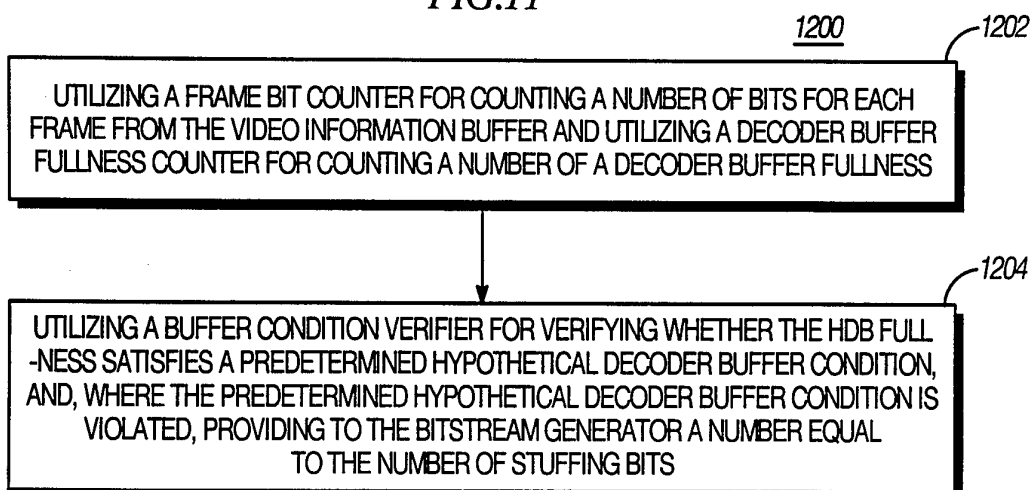 FIG.11
1200
1202
UTILIZING A FRAME BIT COUNTER FOR COUNTING A NUMBER OF BITS FOR EACH
FRAME FROM THE VIDEO INFORMATION BUFFER AND UTILIZING A DECODER BUFFER
FULLNESS COUNTER FOR COUNTING A NUMBER OF A DECODER BUFFER FULLNESS
1204
UTILIZING A BUFFER CONDITION VERIFIER FOR VERIFYING WHETHER THE HDB FULL
-NESS SATISFIES A PREDETERMINED HYPOTHETICAL DECODER BUFFER CONDITION,
AND, WHERE THE PREDETERMINED HYPOTHETICAL DECODER BUFFER CONDITION IS
VIOLATED, PROVIDING TO THE BITSTREAM GENERATOR A NUMBER EQUAL
TO THE NUMBER OF STUFFING BITS